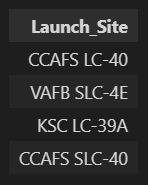 Launch_Site
CCAFS LC-40
VAFB SLC-4E
KSC LC-39A
CCAFS SLC-40